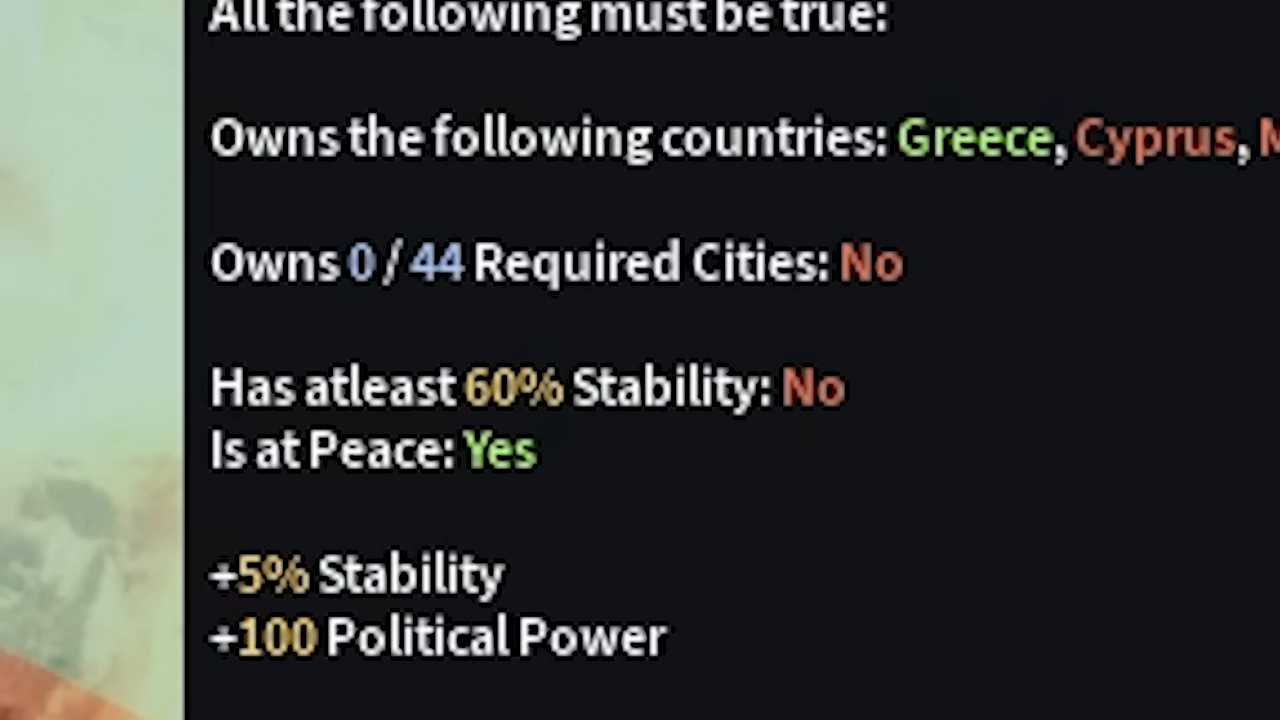 All the following must be true:
Owns the following countries: Greece, Cyprus,
Owns 0 / 44 Required Cities: No
Has atleast 60% Stability: No
Is at Peace: Yes
+5% Stability
+100 Political Power